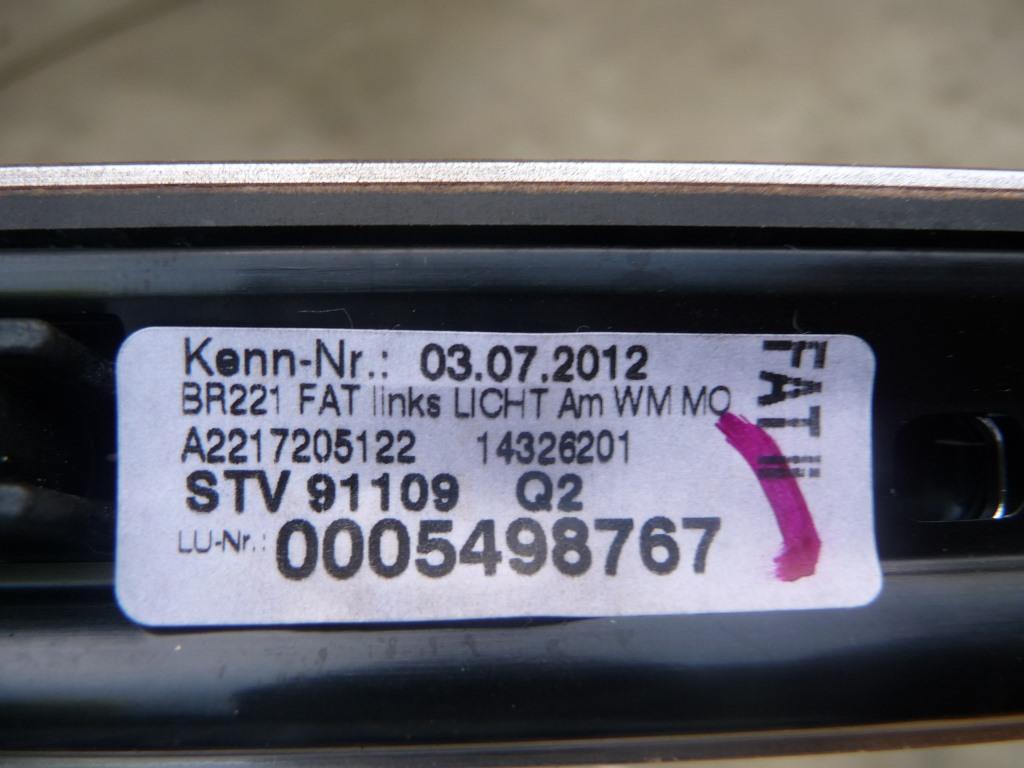 Kenn-Nr.: 03.07.2012
BR221 FAT links LICHT Am WM MO
A2217205122 14326201
STV 91109 Q2
LU-Nr.: 0005498767
FAT li